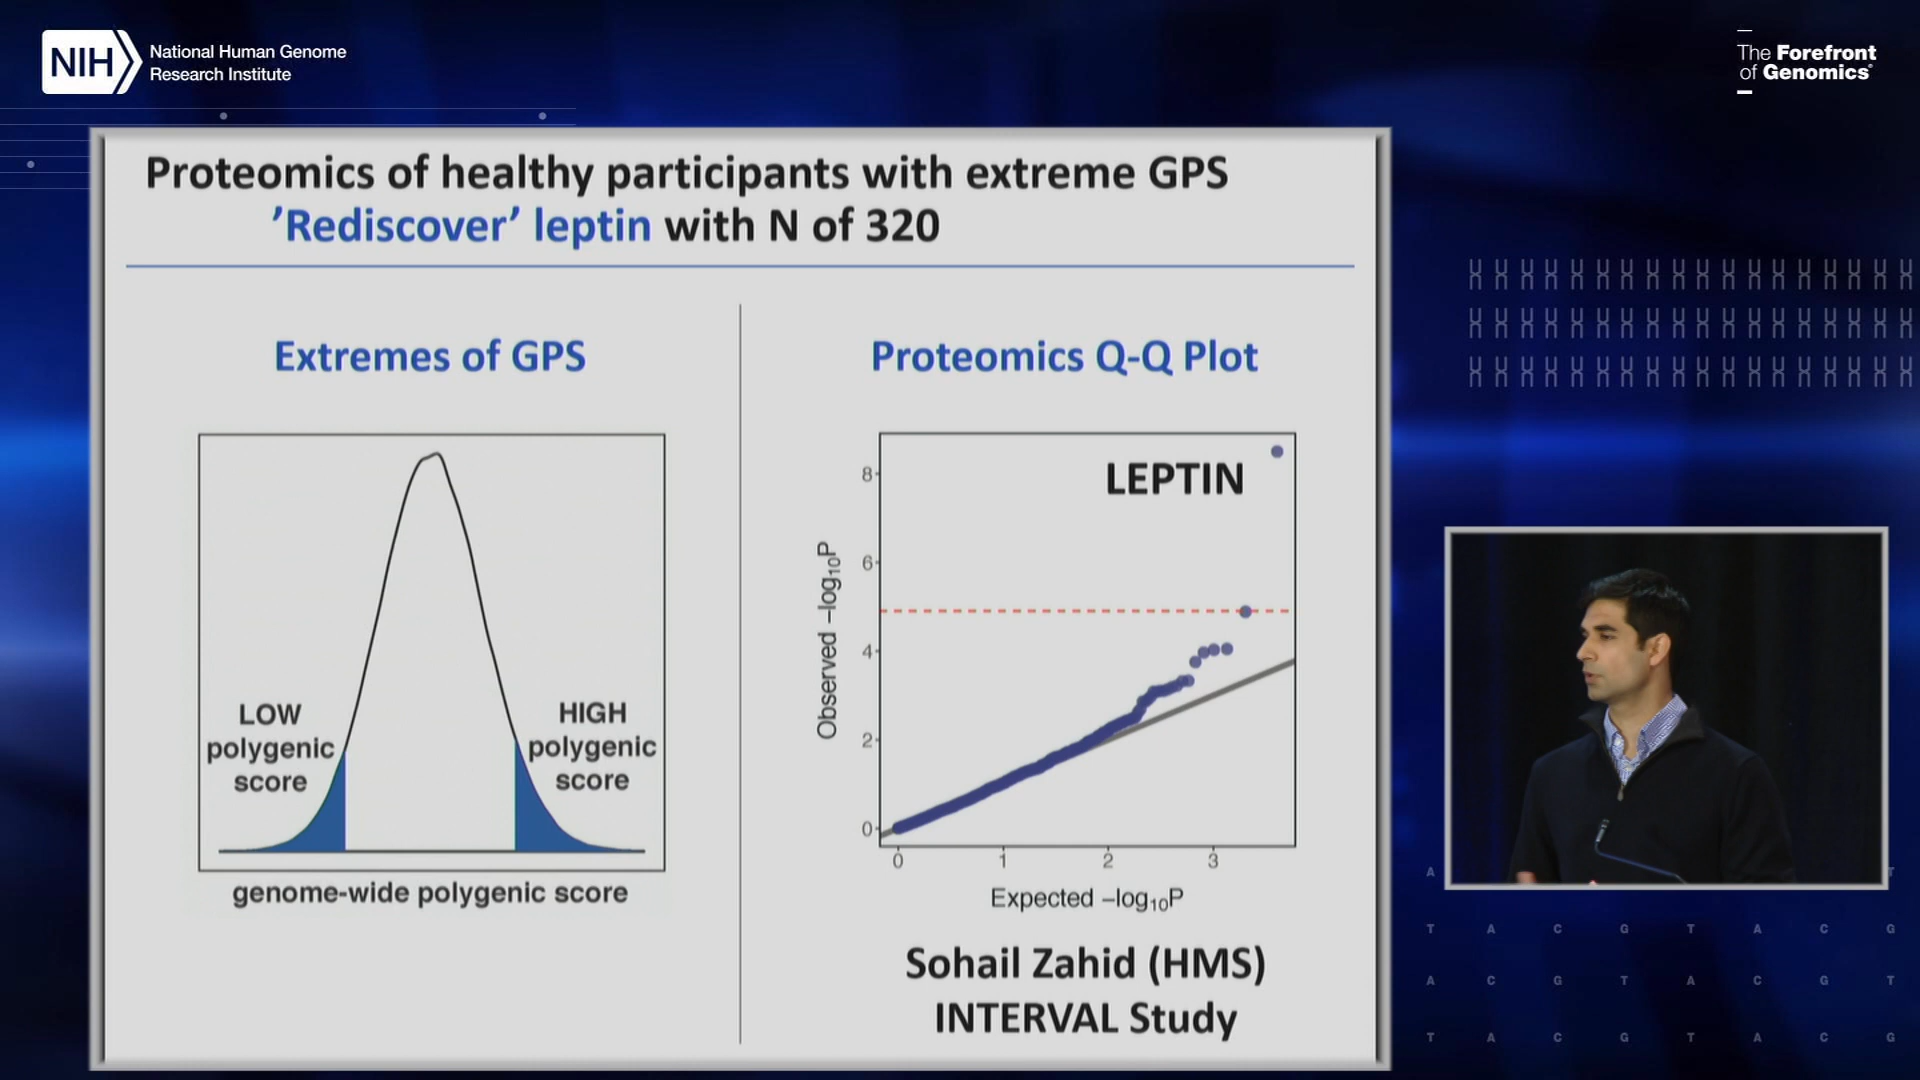 NIH
National Human Genome
Research Institute
The Forefront
of Genomics®
Proteomics of healthy participants with extreme GPS
’Rediscover’ leptin with N of 320
Extremes of GPS
LOW
polygenic
score
HIGH
polygenic
score
genome-wide polygenic score
Proteomics Q-Q Plot
LEPTIN
Observed –log10P
8
6
4
2
0
0 1 2 3
Expected –log10P
Sohail Zahid (HMS)
INTERVAL Study
A T
T A C G T A C G
A C G T A C G T
T A C G T A C G